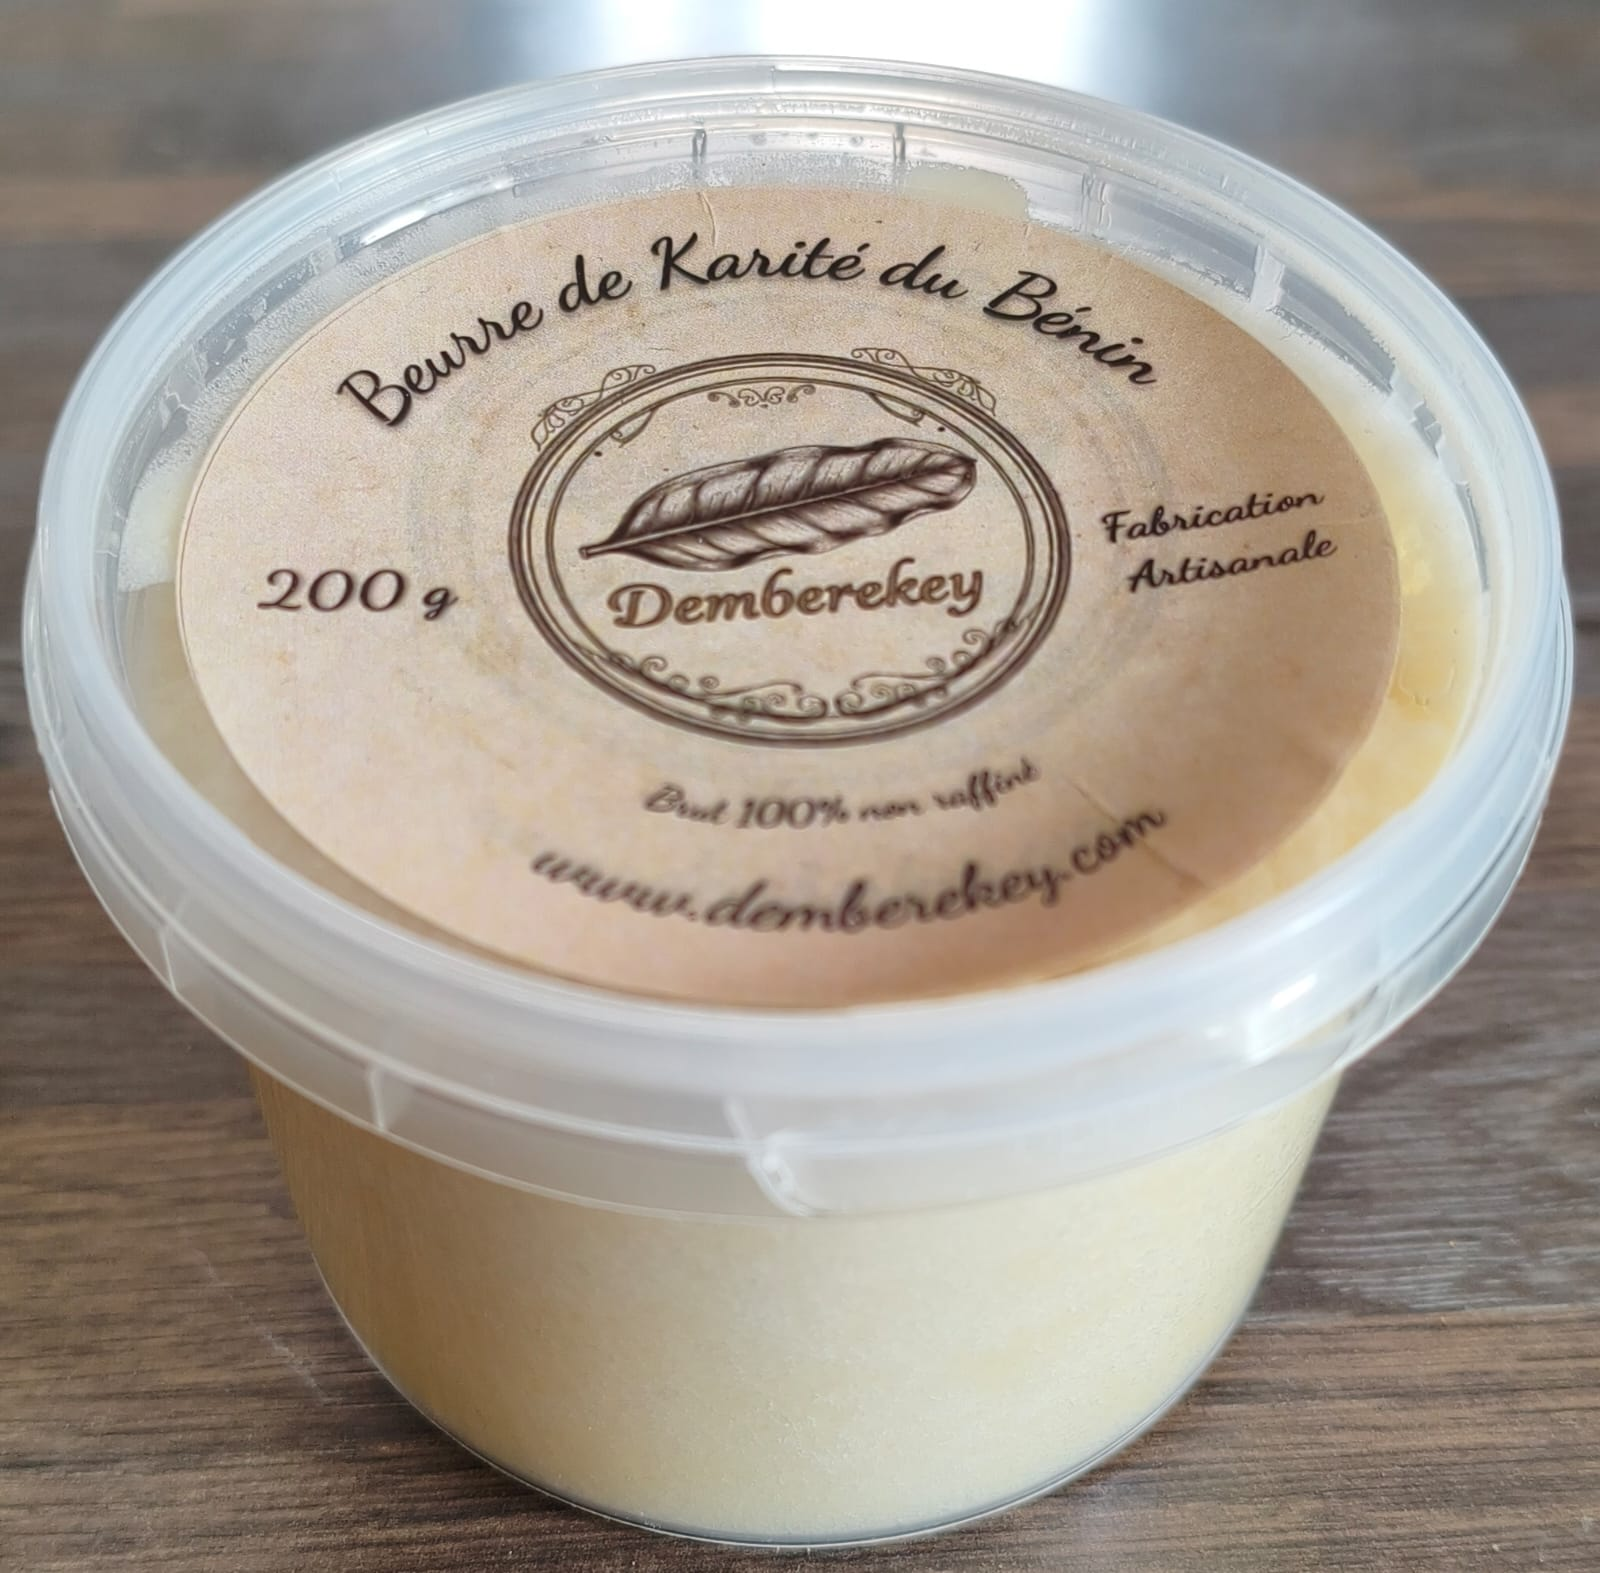 Beurre de Karité du Bénin
200 g
Demberekey
Fabrication
Artisanale
Brut 100% non raffiné
www.demberekey.com